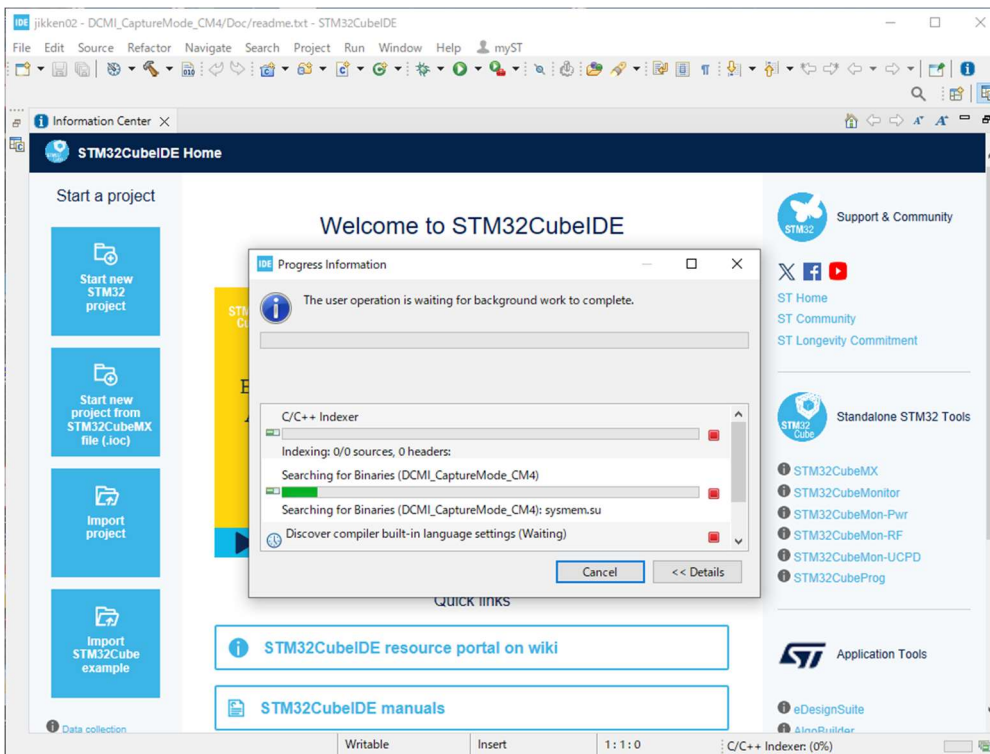 IDE jikken02 - DCMI_CaptureMode_CM4/Doc/readme.txt - STM32CubeIDE
File Edit Source Refactor Navigate Search Project Run Window Help myST
Information Center
STM32CubeIDE Home
Start a project
Start new
STM32
project
Start new
project from
STM32CubeMX
file (.ioc)
Import
project
Import
STM32Cube
example
Data collection
Welcome to STM32CubeIDE
IDE Progress Information
The user operation is waiting for background work to complete.
C/C++ Indexer
Indexing: 0/0 sources, 0 headers:
Searching for Binaries (DCMI_CaptureMode_CM4)
Searching for Binaries (DCMI_CaptureMode_CM4): sysmem.su
Discover compiler built-in language settings (Waiting)
Cancel
<< Details
Quick links
STM32CubeIDE resource portal on wiki
STM32CubeIDE manuals
STM32
Support & Community
ST Home
ST Community
ST Longevity Commitment
STM32
Cube
Standalone STM32 Tools
STM32CubeMX
STM32CubeMonitor
STM32CubeMon-Pwr
STM32CubeMon-RF
STM32CubeMon-UCPD
STM32CubeProg
Application Tools
eDesignSuite
AlgoBuilder
Writable
Insert
1 : 1 : 0
C/C++ Indexer: (0%)